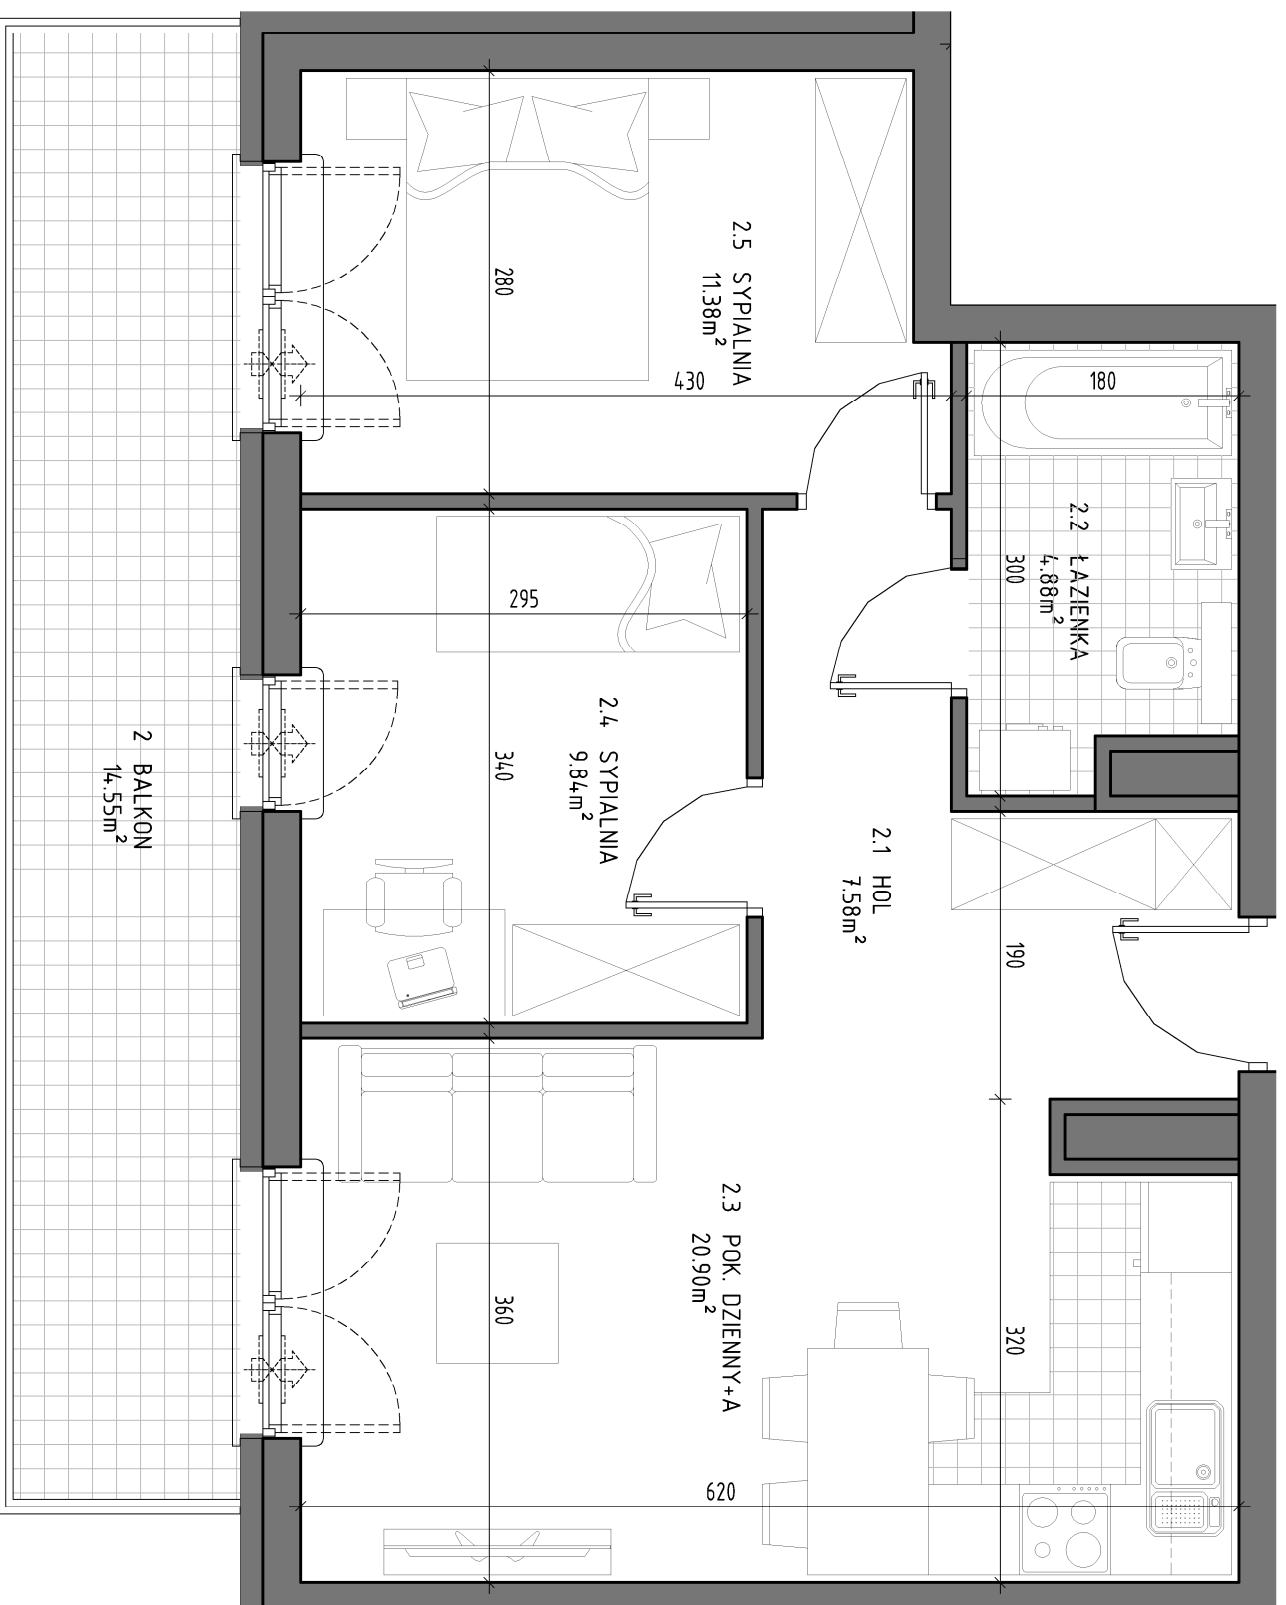 2.5 SYPIALNIA
11.38m²
280
430
180
2.2 ŁAZIENKA
4.88m²
300
295
2.4 SYPIALNIA
9.84m²
340
2 BALKON
14.55m²
2.1 HOL
7.58m²
190
2.3 POK. DZIENNY+A
20.90m²
360
320
620